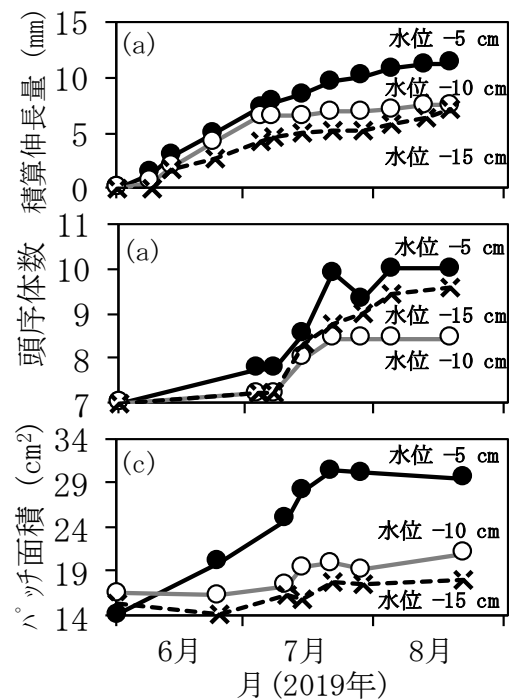 積算伸長量 (mm)
15
10
5
0
(a)
水位 -5 cm
水位 -10 cm
水位 -15 cm
頭序体数
11
10
9
8
7
(a)
水位 -5 cm
水位 -15 cm
水位 -10 cm
パッチ面積 (cm²)
34
29
24
19
14
(c)
水位 -5 cm
水位 -10 cm
水位 -15 cm
6月 7月 8月
月(2019年)